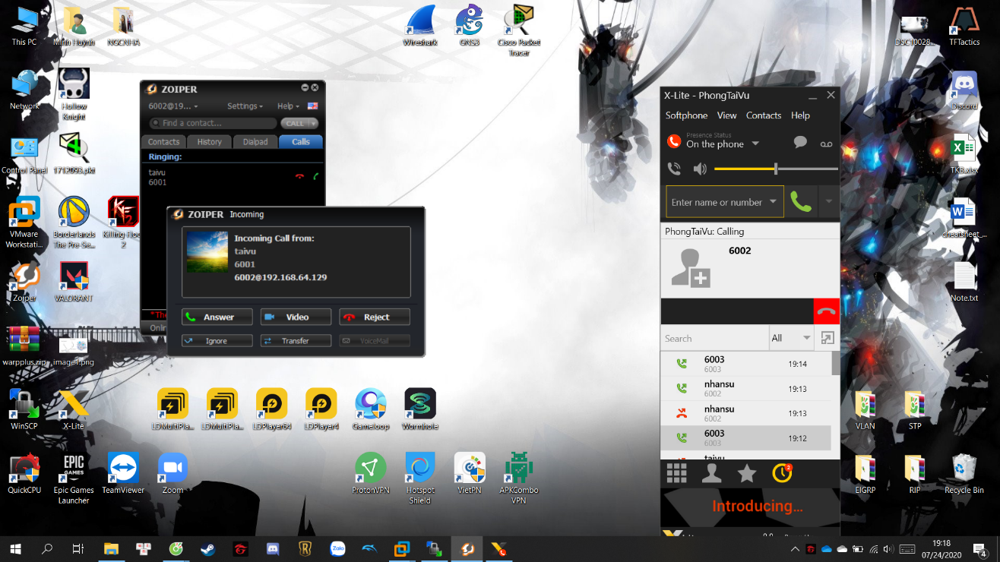 This PC
Minh Huynh
NGCNHA
Wireshark
GNS3
Cisco Packet
Tracer
DSC10028...
TFTactics
Network
Hollow
Knight
Discord
Control Panel
1712093.pkt
TKB.xlsx
VMware
Workstati...
Borderlands
The Pre-Se...
Killing Floor
2
cheatsheet_...
Zoiper
VALORANT
Note.txt
warpplus.zip
image1.png
WinSCP
X-Lite
LDMultiPla...
LDMultiPla...
LDPlayer64
LDPlayer4
Gameloop
Wormhole
VLAN
STP
QuickCPU
EPIC
GAMES
Epic Games
Launcher
TeamViewer
Zoom
ProtonVPN
Hotspot
Shield
VietPN
APKCombo
VPN
EIGRP
RIP
Recycle Bin
ZOIPER
6002@19...
Settings
Help
Find a contact...
CALL
Contacts
History
Dialpad
Calls
Ringing:
taivu
6001
*The
Onlin
ZOIPER Incoming
Incoming Call from:
taivu
6001
6002@192.168.64.129
Answer
Video
Reject
Ignore
Transfer
VoiceMail
X-Lite - PhongTaiVu
Softphone View Contacts Help
Presence Status
On the phone
Enter name or number
PhongTaiVu: Calling
6002
Search
All
6003
6003
19:14
nhansu
6002
19:13
nhansu
6002
19:13
6003
6003
19:12
taivu
2
Introducing...
Zalo
19:18
07/24/2020
4